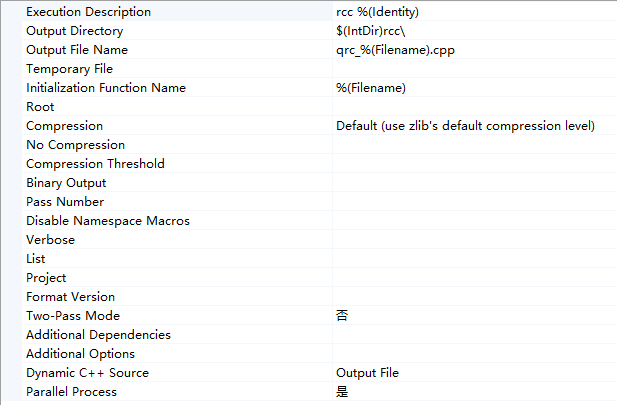 Execution Description rcc %(Identity)
Output Directory $(IntDir)rcc\
Output File Name qrc_%(Filename).cpp
Temporary File
Initialization Function Name %(Filename)
Root
Compression Default (use zlib's default compression level)
No Compression
Compression Threshold
Binary Output
Pass Number
Disable Namespace Macros
Verbose
List
Project
Format Version
Two-Pass Mode 否
Additional Dependencies
Additional Options
Dynamic C++ Source Output File
Parallel Process 是